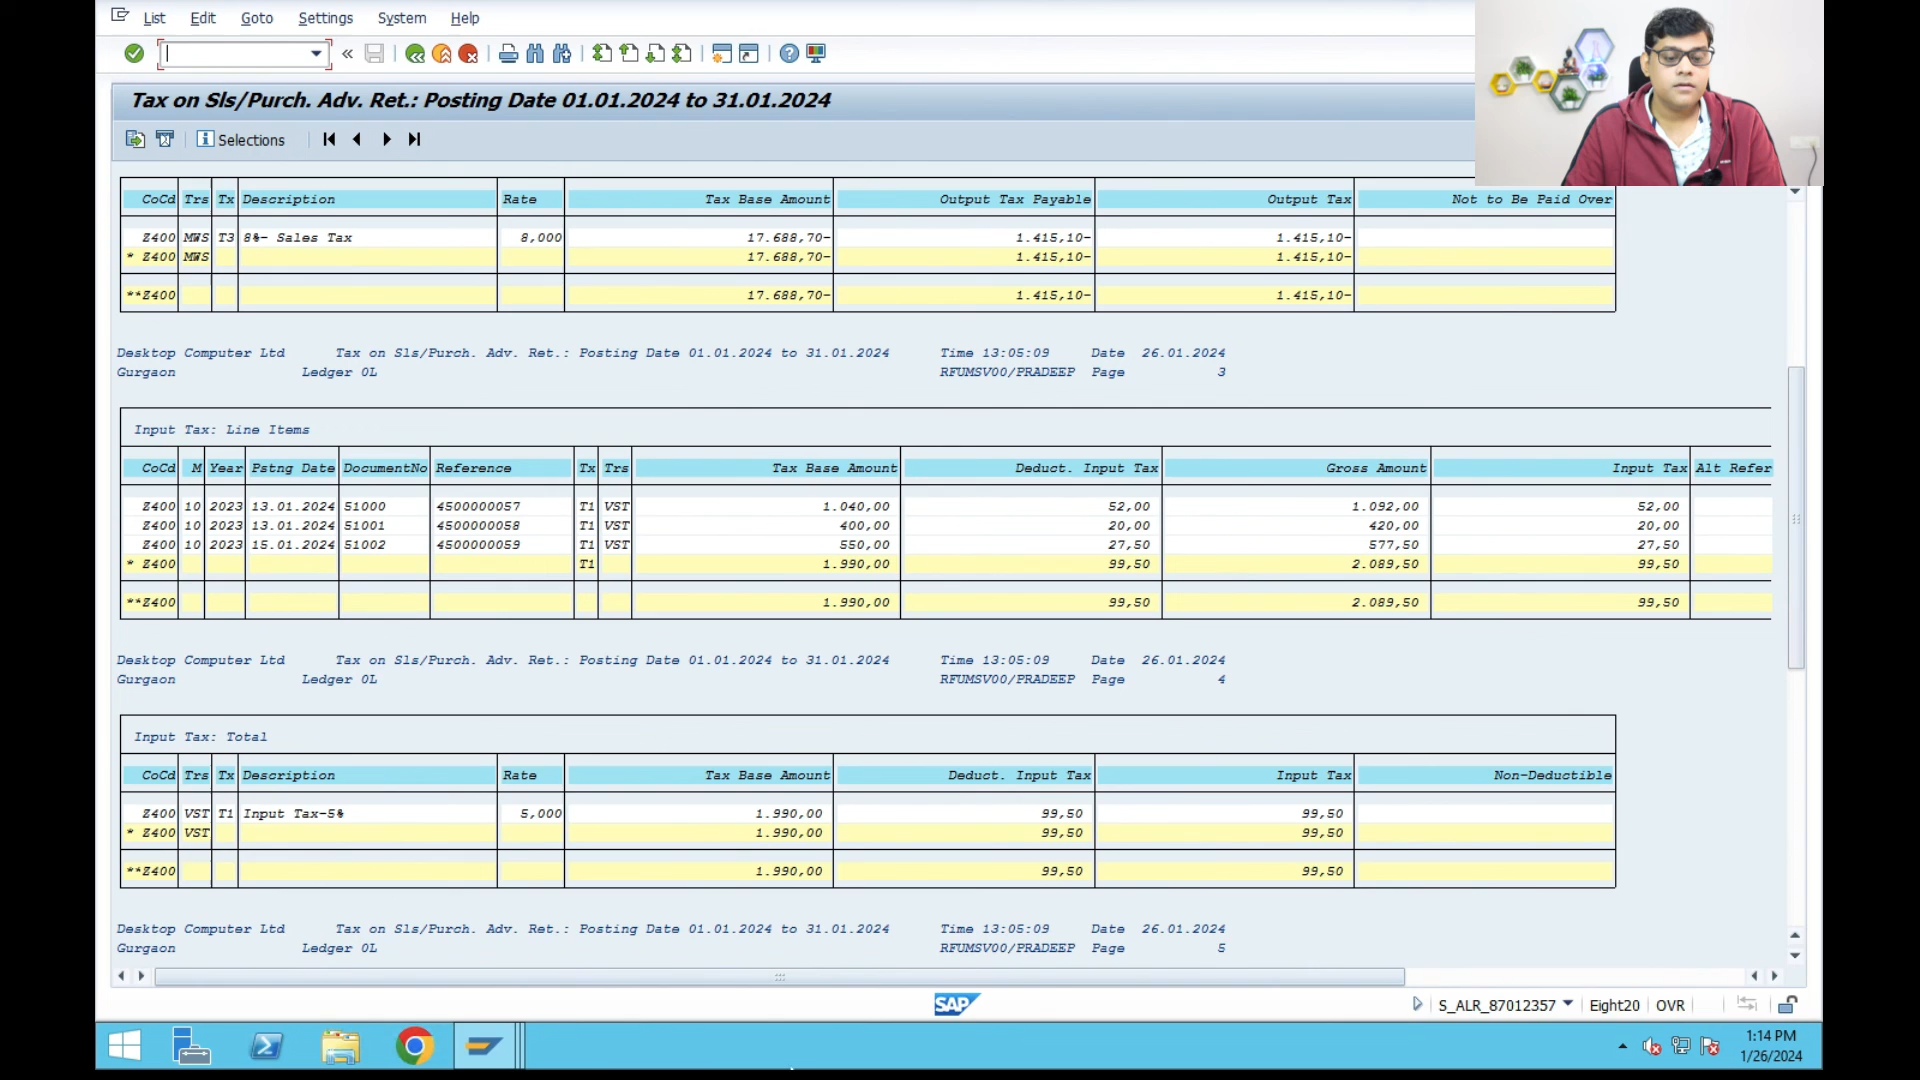 List Edit Goto Settings System Help
Tax on Sls/Purch. Adv. Ret.: Posting Date 01.01.2024 to 31.01.2024
Selections
CoCd Trs Tx Description Rate Tax Base Amount Output Tax Payable Output Tax Not to Be Paid Over
Z400 MWS T3 8%- Sales Tax 8,000 17.688,70- 1.415,10- 1.415,10-
* Z400 MWS 17.688,70- 1.415,10- 1.415,10-
**Z400 17.688,70- 1.415,10- 1.415,10-
Desktop Computer Ltd Tax on Sls/Purch. Adv. Ret.: Posting Date 01.01.2024 to 31.01.2024 Time 13:05:09 Date 26.01.2024
Gurgaon Ledger 0L RFUMSV00/PRADEEP Page 3
Input Tax: Line Items
CoCd M Year Pstng Date DocumentNo Reference Tx Trs Tax Base Amount Deduct. Input Tax Gross Amount Input Tax Alt Refer
Z400 10 2023 13.01.2024 51000 4500000057 T1 VST 1.040,00 52,00 1.092,00 52,00
Z400 10 2023 13.01.2024 51001 4500000058 T1 VST 400,00 20,00 420,00 20,00
Z400 10 2023 15.01.2024 51002 4500000059 T1 VST 550,00 27,50 577,50 27,50
* Z400 T1 1.990,00 99,50 2.089,50 99,50
**Z400 1.990,00 99,50 2.089,50 99,50
Desktop Computer Ltd Tax on Sls/Purch. Adv. Ret.: Posting Date 01.01.2024 to 31.01.2024 Time 13:05:09 Date 26.01.2024
Gurgaon Ledger 0L RFUMSV00/PRADEEP Page 4
Input Tax: Total
CoCd Trs Tx Description Rate Tax Base Amount Deduct. Input Tax Input Tax Non-Deductible
Z400 VST T1 Input Tax-5% 5,000 1.990,00 99,50 99,50
* Z400 VST 1.990,00 99,50 99,50
**Z400 1.990,00 99,50 99,50
Desktop Computer Ltd Tax on Sls/Purch. Adv. Ret.: Posting Date 01.01.2024 to 31.01.2024 Time 13:05:09 Date 26.01.2024
Gurgaon Ledger 0L RFUMSV00/PRADEEP Page 5
SAP S_ALR_87012357 Eight20 OVR
1:14 PM
1/26/2024